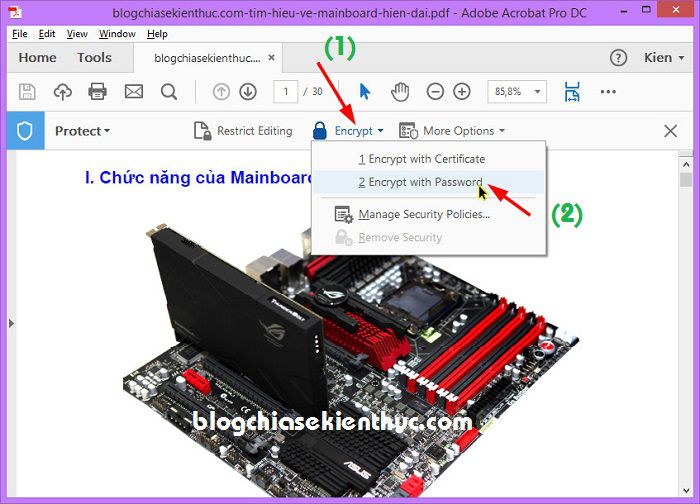 blogchiasekienthuc.com-tim-hieu-ve-mainboard-hien-dai.pdf - Adobe Acrobat Pro DC
File Edit View Window Help
(1)
Home Tools blogchiasekienthuc.... × ? Kien
1 / 30 85,8%
Protect Restrict Editing Encrypt More Options
1 Encrypt with Certificate
I. Chức năng của Mainboard
2 Encrypt with Password
(2)
Manage Security Policies...
Remove Security
THUNDERBOLT
blogchiasekienthuc.com
ASUS